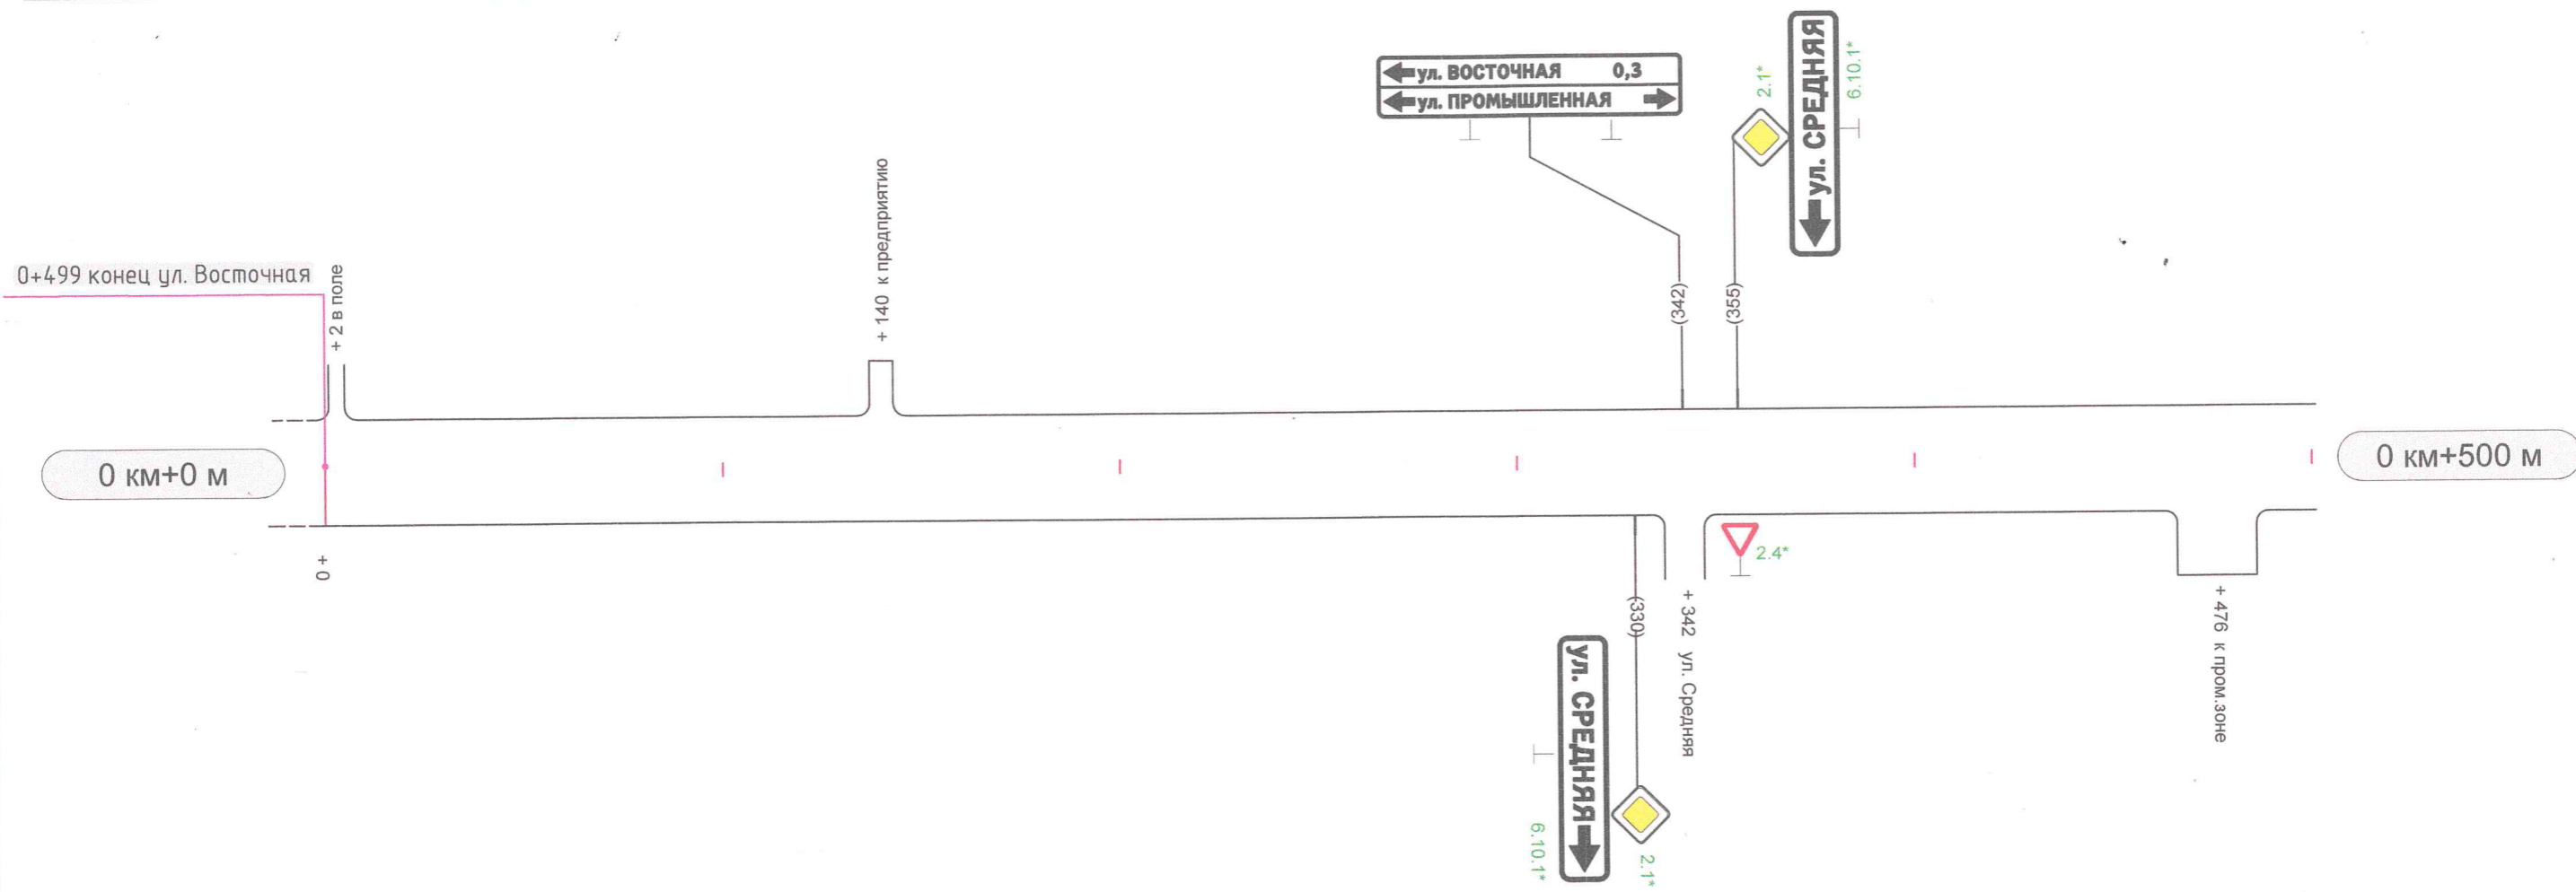 ул. ВОСТОЧНАЯ 0,3
ул. ПРОМЫШЛЕННАЯ
2.1*
ул. СРЕДНЯЯ
6.10.1*
0+499 конец ул. Восточная
+ 2 в поле
+ 140 к предприятию
(342)
(355)
0 км+0 м
0 км+500 м
0 +
(330)
+ 342 ул. Средняя
2.4*
+ 476 к пром.зоне
ул. СРЕДНЯЯ
6.10.1*
2.1*